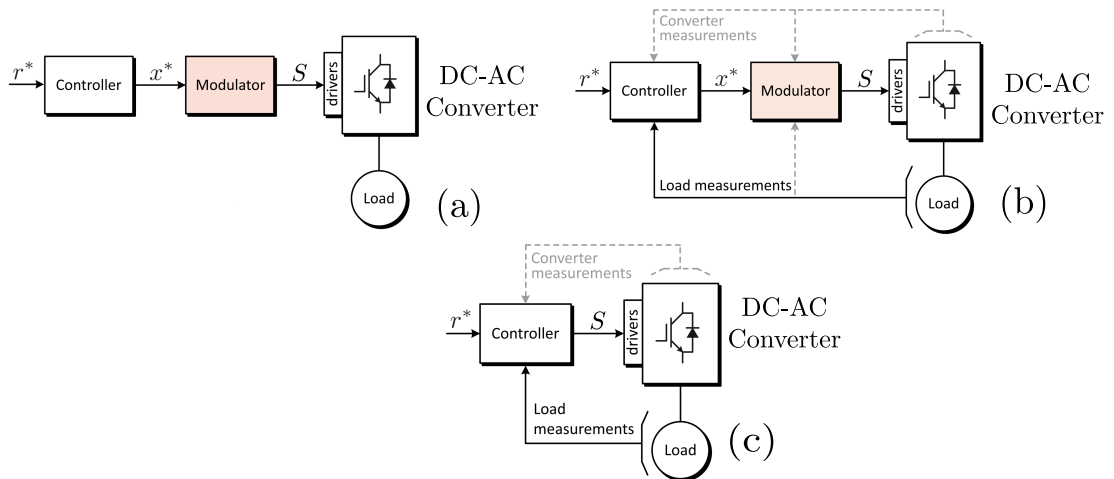 r* Controller x* Modulator S drivers
DC-AC
Converter
Load
(a)
Converter
measurements
r* Controller x* Modulator S drivers
DC-AC
Converter
Load measurements
Load
(b)
Converter
measurements
r* Controller S drivers
DC-AC
Converter
Load
measurements
Load
(c)